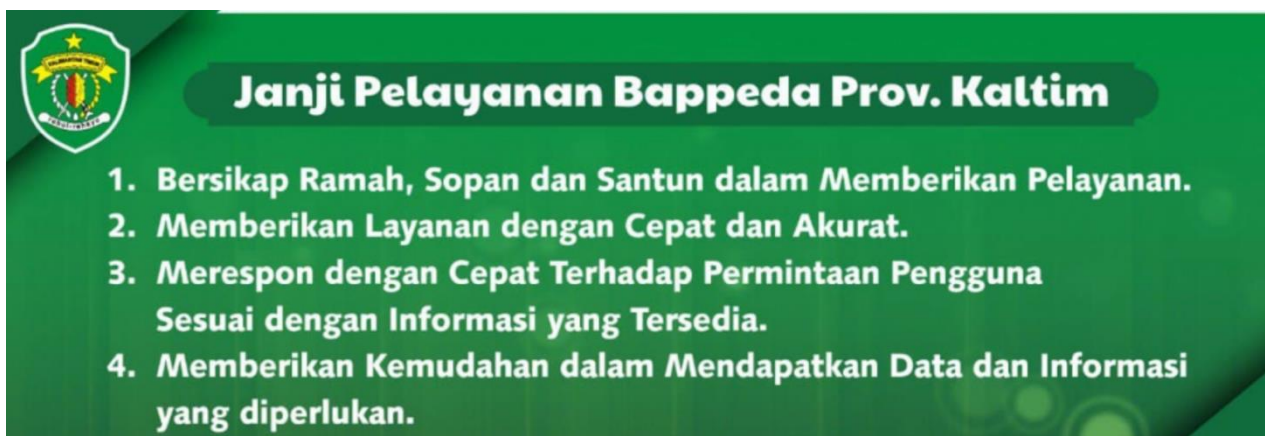 KALIMANTAN TIMUR
Janji Pelayanan Bappeda Prov. Kaltim
1. Bersikap Ramah, Sopan dan Santun dalam Memberikan Pelayanan.
2. Memberikan Layanan dengan Cepat dan Akurat.
3. Merespon dengan Cepat Terhadap Permintaan Pengguna
Sesuai dengan Informasi yang Tersedia.
4. Memberikan Kemudahan dalam Mendapatkan Data dan Informasi
yang diperlukan.